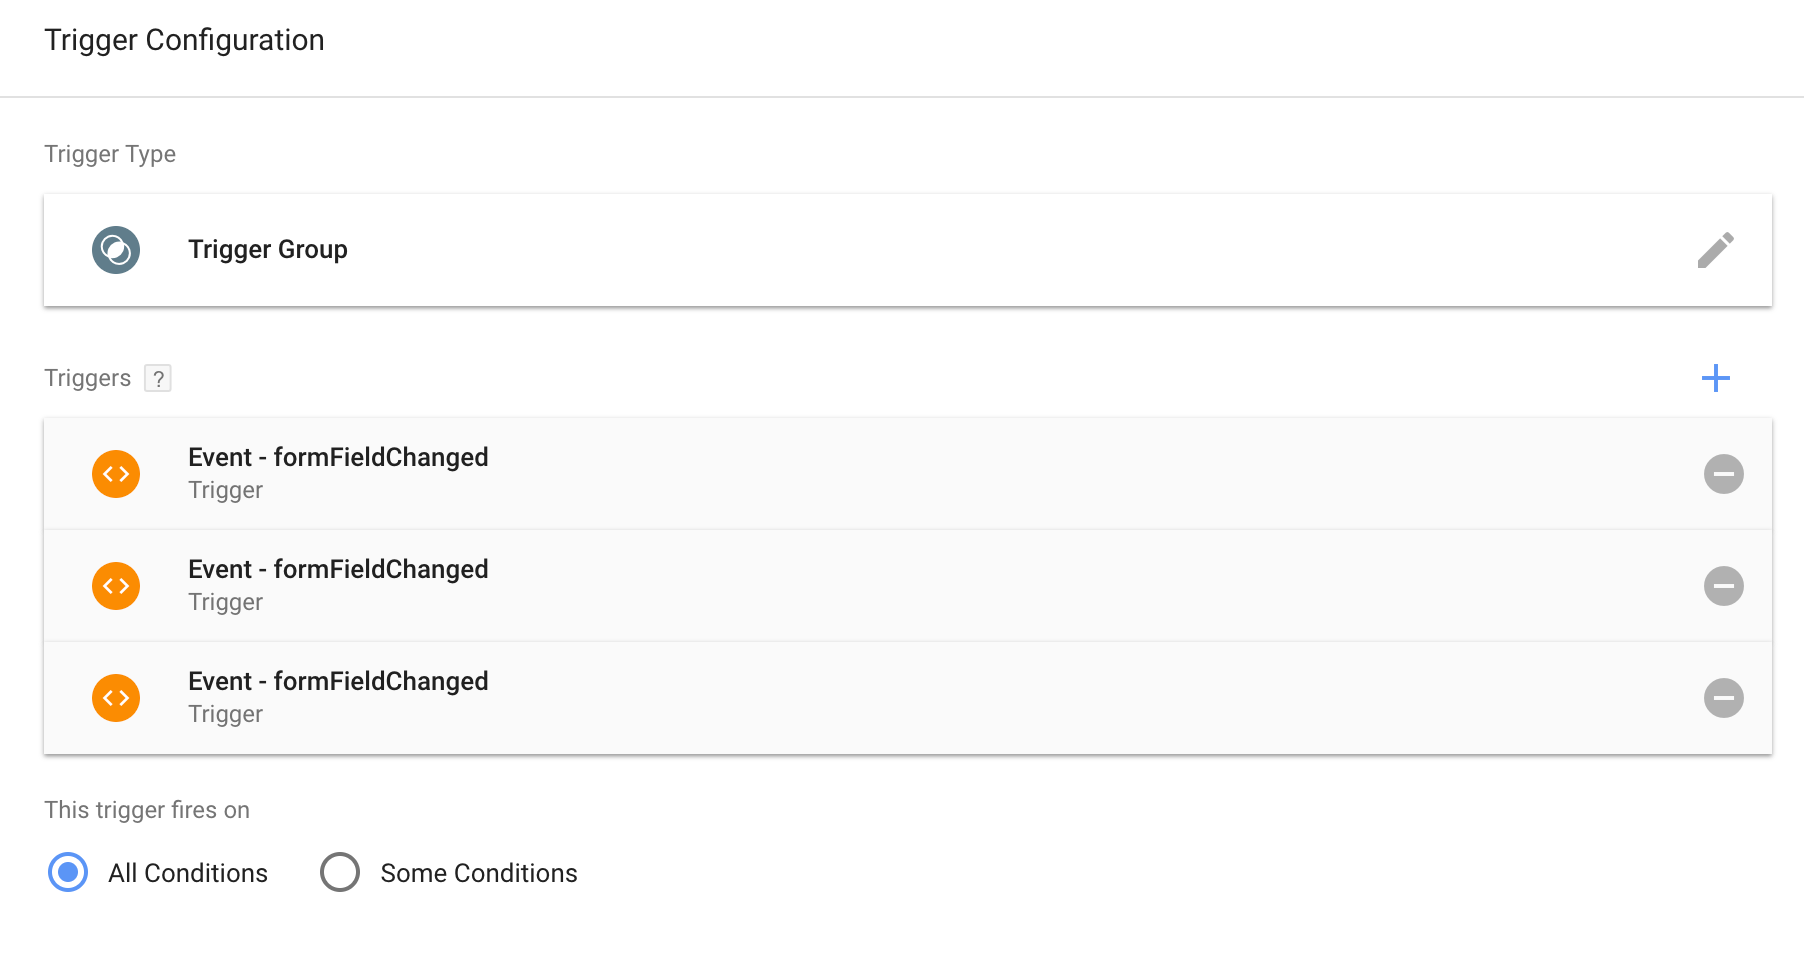 Trigger Configuration
Trigger Type
Trigger Group
Triggers ?
Event - formFieldChanged
Trigger
Event - formFieldChanged
Trigger
Event - formFieldChanged
Trigger
This trigger fires on
All Conditions Some Conditions